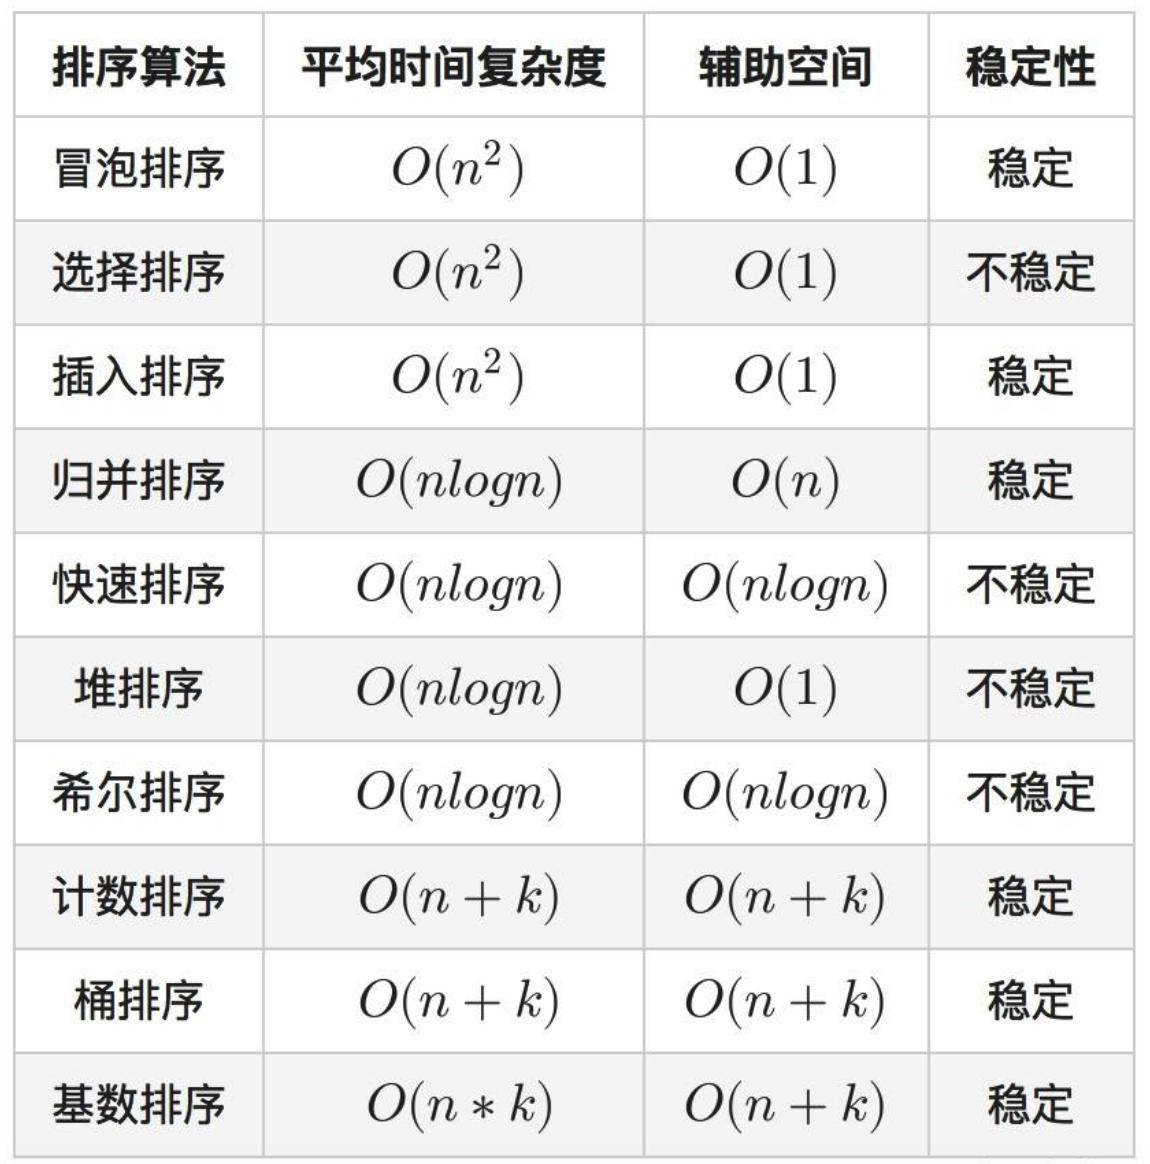 排序算法 平均时间复杂度 辅助空间 稳定性
冒泡排序 O(n²) O(1) 稳定
选择排序 O(n²) O(1) 不稳定
插入排序 O(n²) O(1) 稳定
归并排序 O(nlogn) O(n) 稳定
快速排序 O(nlogn) O(nlogn) 不稳定
堆排序 O(nlogn) O(1) 不稳定
希尔排序 O(nlogn) O(nlogn) 不稳定
计数排序 O(n + k) O(n + k) 稳定
桶排序 O(n + k) O(n + k) 稳定
基数排序 O(n * k) O(n + k) 稳定